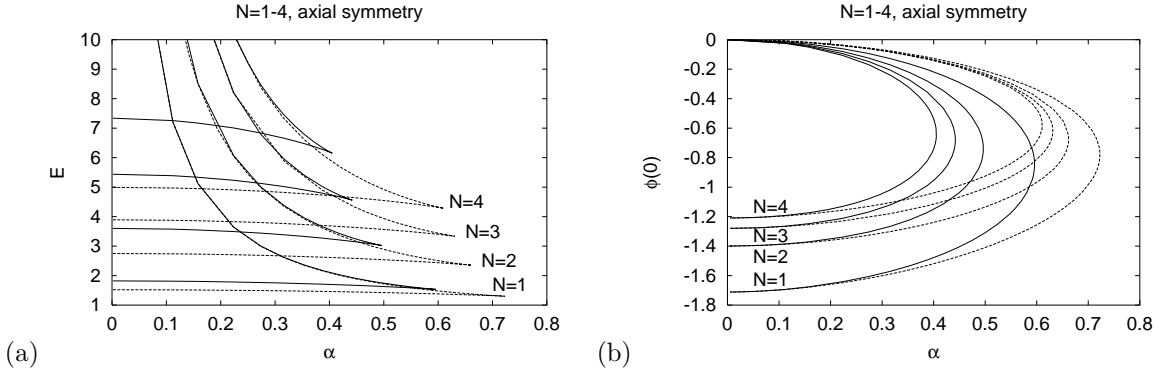 N=1-4, axial symmetry
10
9
8
7
6
5
4
3
2
1
E
N=4
N=3
N=2
N=1
0 0.1 0.2 0.3 0.4 0.5 0.6 0.7 0.8
α
(a)
N=1-4, axial symmetry
0
-0.2
-0.4
-0.6
-0.8
-1
-1.2
-1.4
-1.6
-1.8
ϕ(0)
N=4
N=3
N=2
N=1
0 0.1 0.2 0.3 0.4 0.5 0.6 0.7 0.8
α
(b)